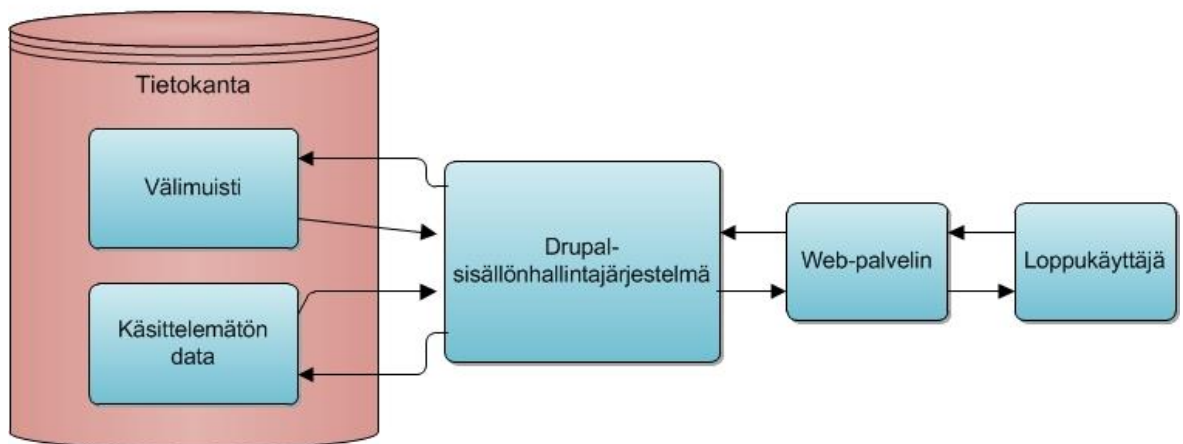 Tietokanta
Välimuisti
Käsittelemätön
data
Drupal-
sisällönhallintajärjestelmä
Web-palvelin
Loppukäyttäjä